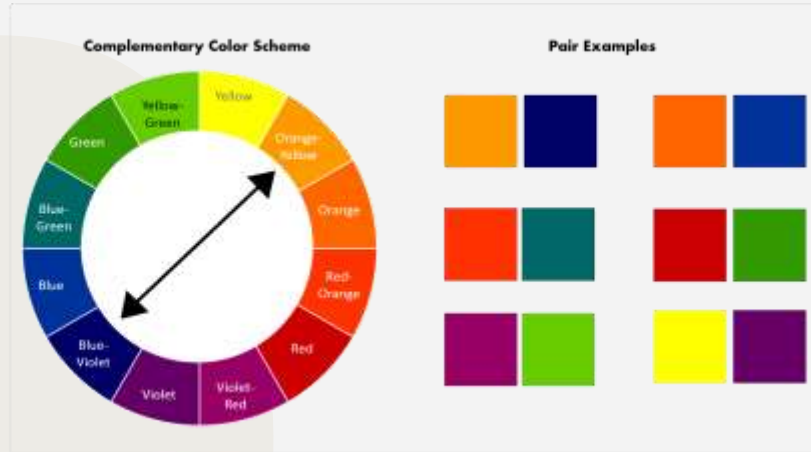 Complementary Color Scheme
Pair Examples
Yellow
Orange-
Yellow
Orange
Red-
Orange
Red
Violet-
Red
Violet
Blue-
Violet
Blue
Blue-
Green
Green
Yellow-
Green